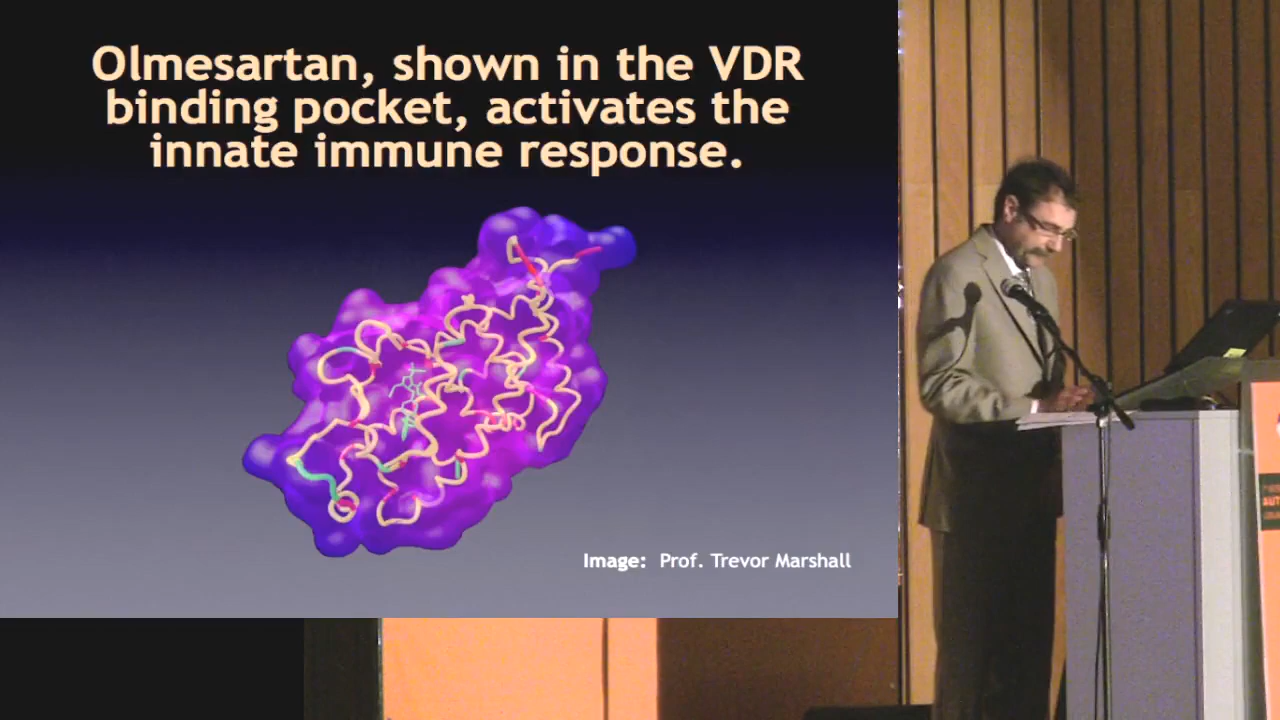 Olmesartan, shown in the VDR
binding pocket, activates the
innate immune response.
Image: Prof. Trevor Marshall